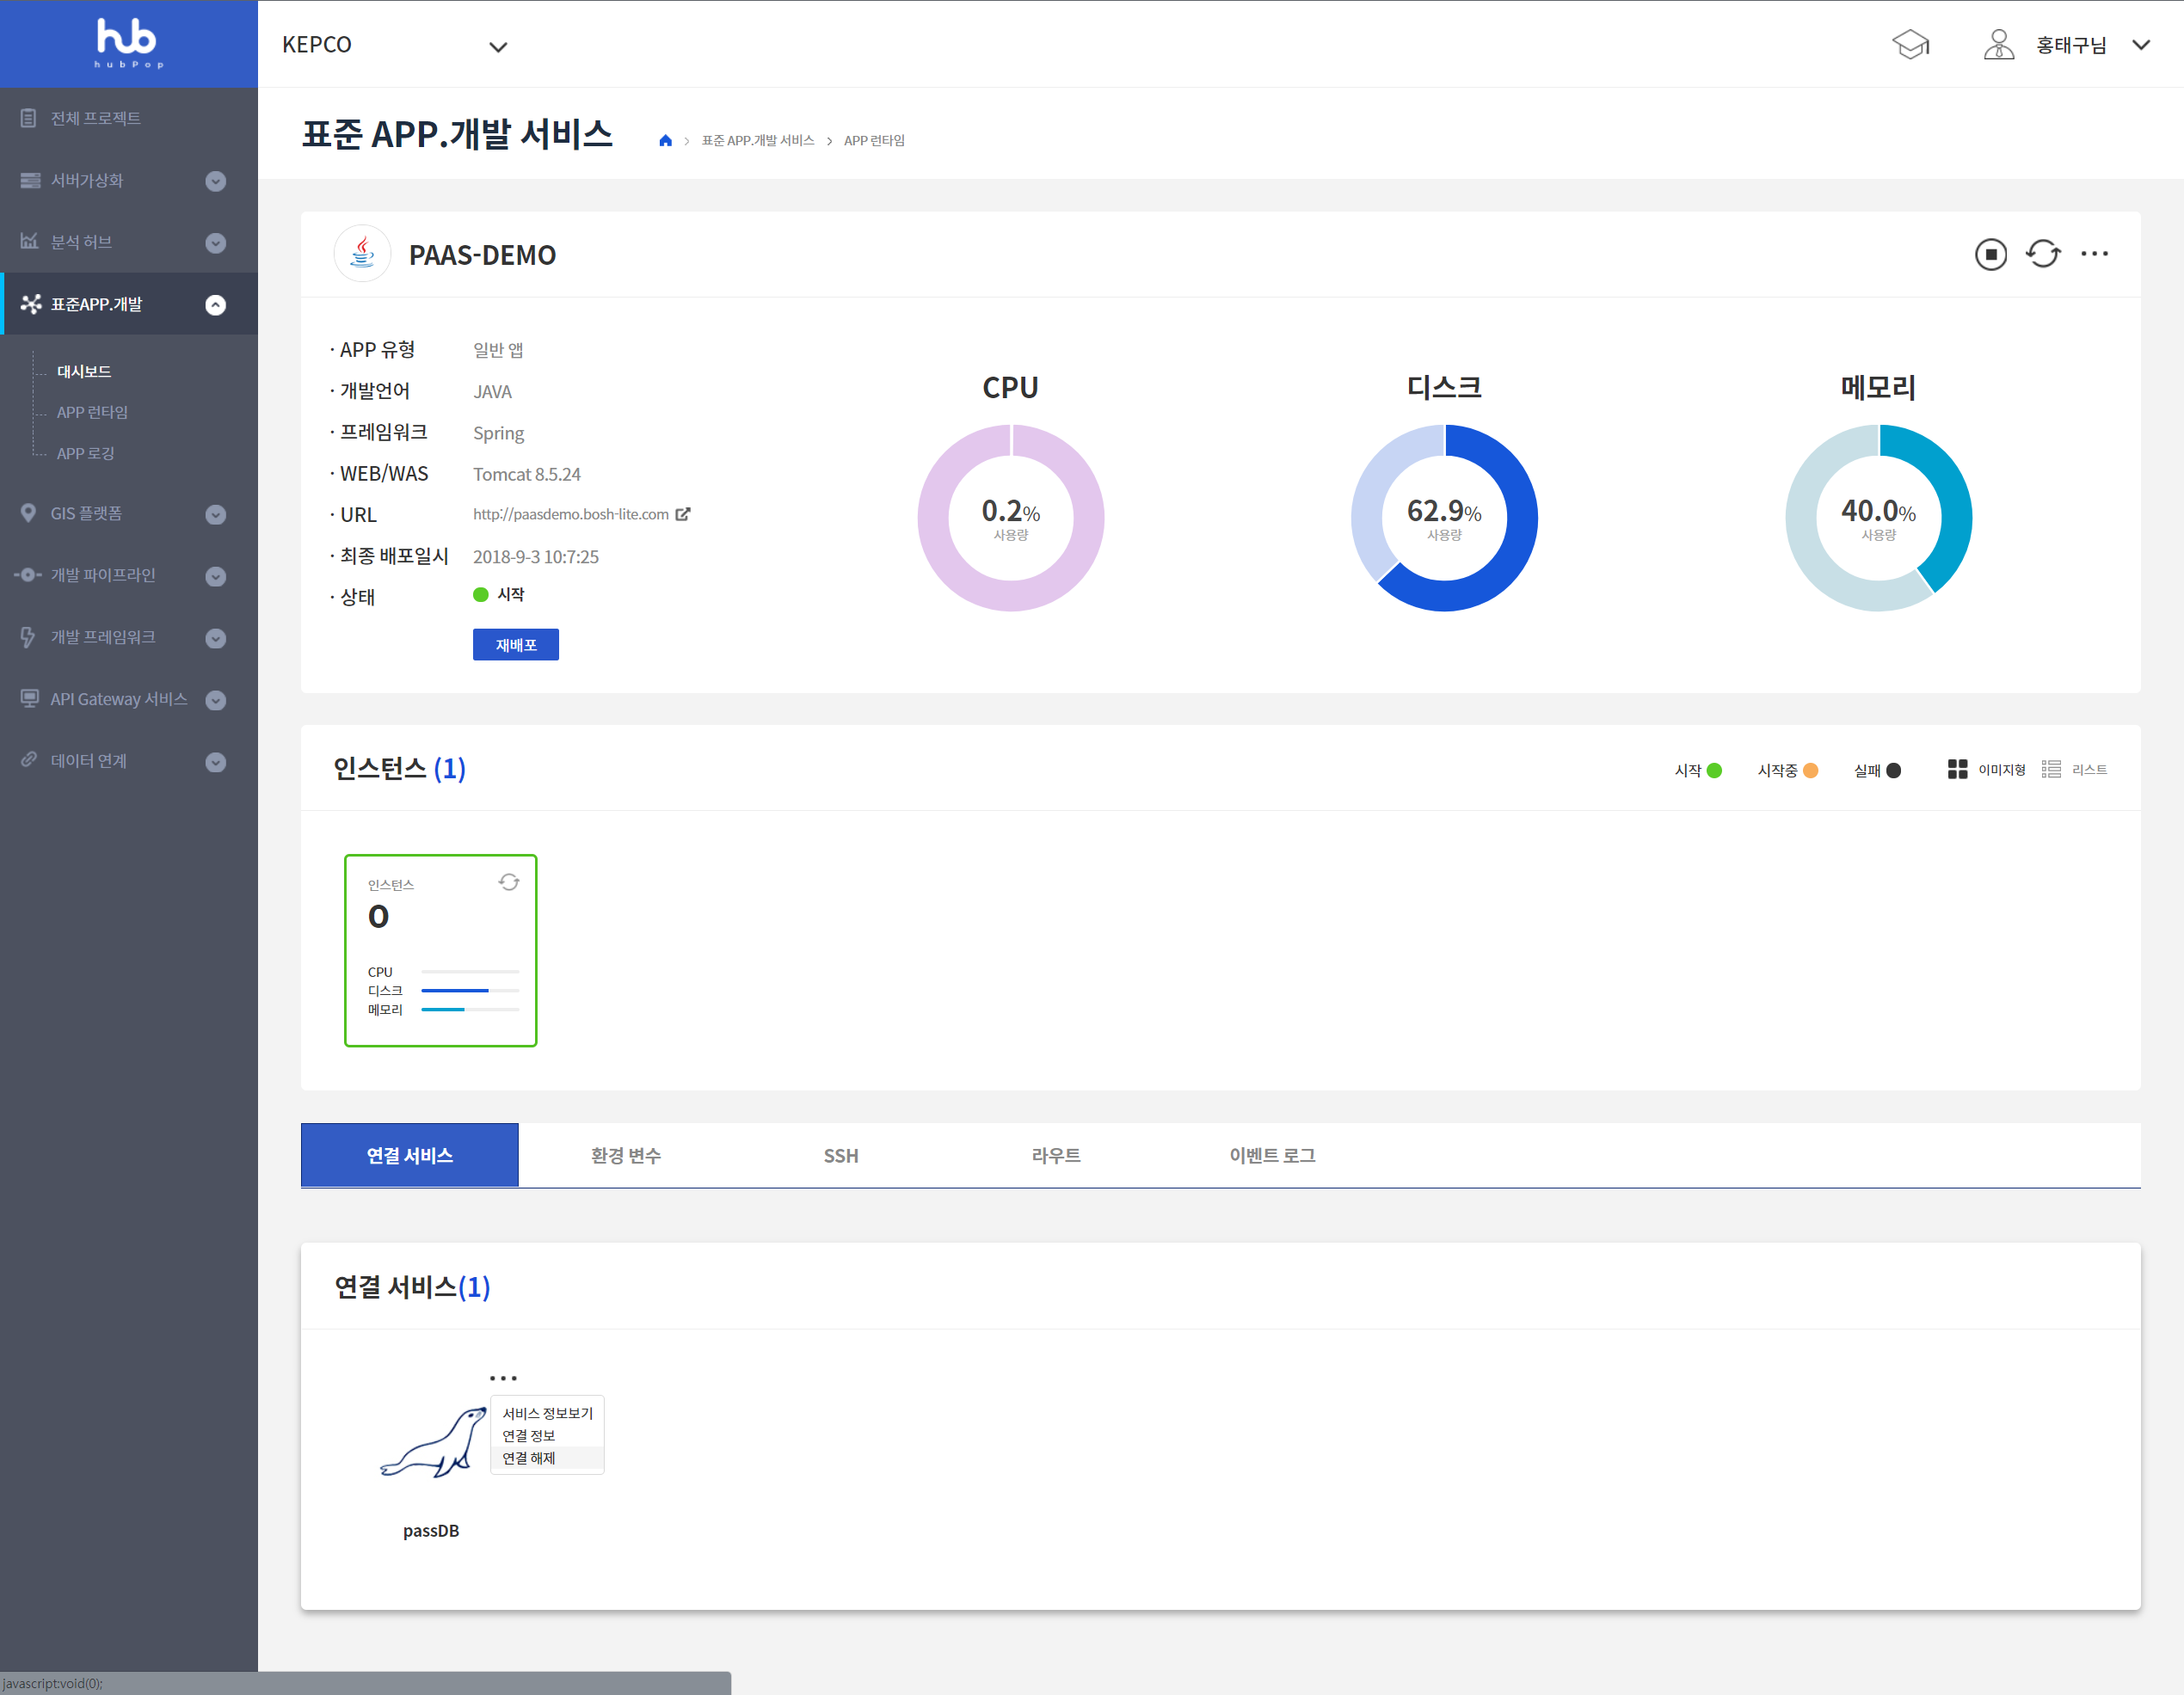 hub
hubPop
KEPCO
홍태구님
전체 프로젝트
서버가상화
분석 허브
표준APP.개발
대시보드
APP 런타임
APP 로깅
GIS 플랫폼
개발 파이프라인
개발 프레임워크
API Gateway 서비스
데이터 연계
표준 APP.개발 서비스
표준 APP.개발 서비스 > APP 런타임
PAAS-DEMO
· APP 유형 일반 앱
· 개발언어 JAVA
· 프레임워크 Spring
· WEB/WAS Tomcat 8.5.24
· URL http://paasdemo.bosh-lite.com
· 최종 배포일시 2018-9-3 10:7:25
· 상태 시작
재배포
CPU
0.2%
사용량
디스크
62.9%
사용량
메모리
40.0%
사용량
인스턴스 (1)
시작 시작중 실패 이미지형 리스트
인스턴스
0
CPU
디스크
메모리
연결 서비스 환경 변수 SSH 라우트 이벤트 로그
연결 서비스(1)
서비스 정보보기
연결 정보
연결 해제
passDB
javascript:void(0);